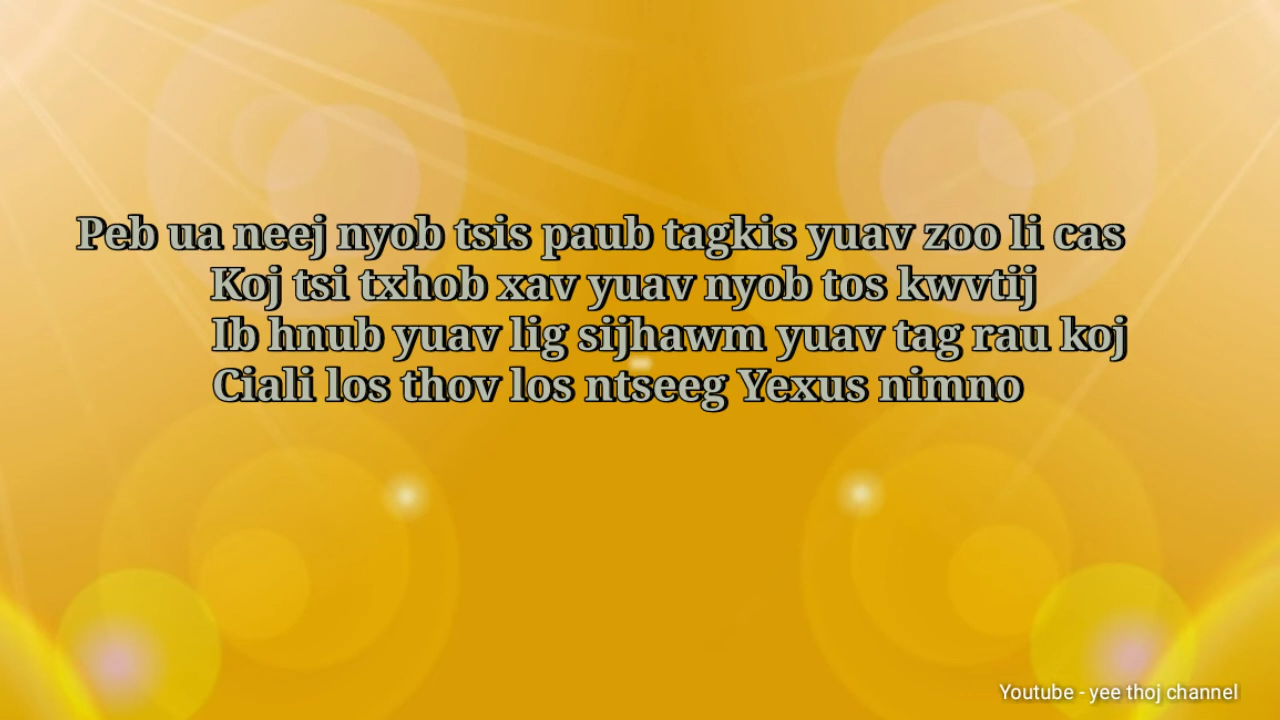 Peb ua neej nyob tsis paub tagkis yuav zoo li cas
Koj tsi txhob xav yuav nyob tos kwvtij
Ib hnub yuav lig sijhawm yuav tag rau koj
Ciali los thov los ntseeg Yexus nimno
Youtube - yee thoj channel